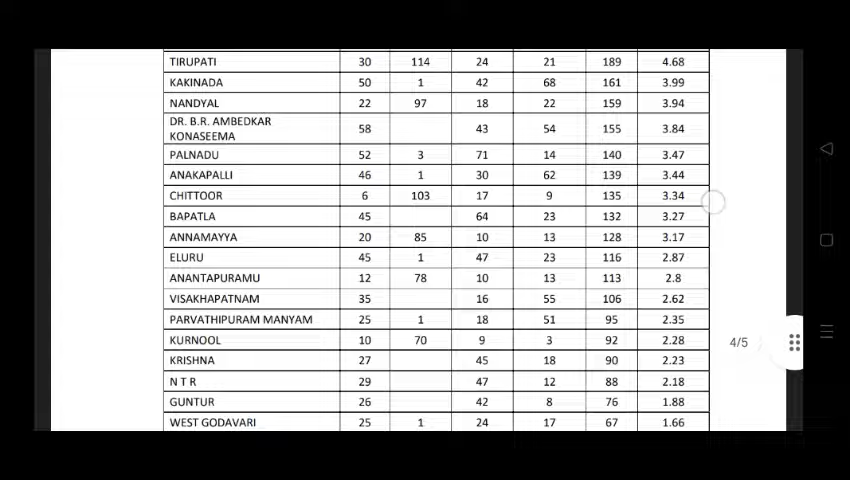 TIRUPATI 30 114 24 21 189 4.68
KAKINADA 50 1 42 68 161 3.99
NANDYAL 22 97 18 22 159 3.94
DR. B.R. AMBEDKAR
KONASEEMA 58 43 54 155 3.84
PALNADU 52 3 71 14 140 3.47
ANAKAPALLI 46 1 30 62 139 3.44
CHITTOOR 6 103 17 9 135 3.34
BAPATLA 45 64 23 132 3.27
ANNAMAYYA 20 85 10 13 128 3.17
ELURU 45 1 47 23 116 2.87
ANANTAPURAMU 12 78 10 13 113 2.8
VISAKHAPATNAM 35 16 55 106 2.62
PARVATHIPURAM MANYAM 25 1 18 51 95 2.35
KURNOOL 10 70 9 3 92 2.28
4/5
KRISHNA 27 45 18 90 2.23
N T R 29 47 12 88 2.18
GUNTUR 26 42 8 76 1.88
WEST GODAVARI 25 1 24 17 67 1.66